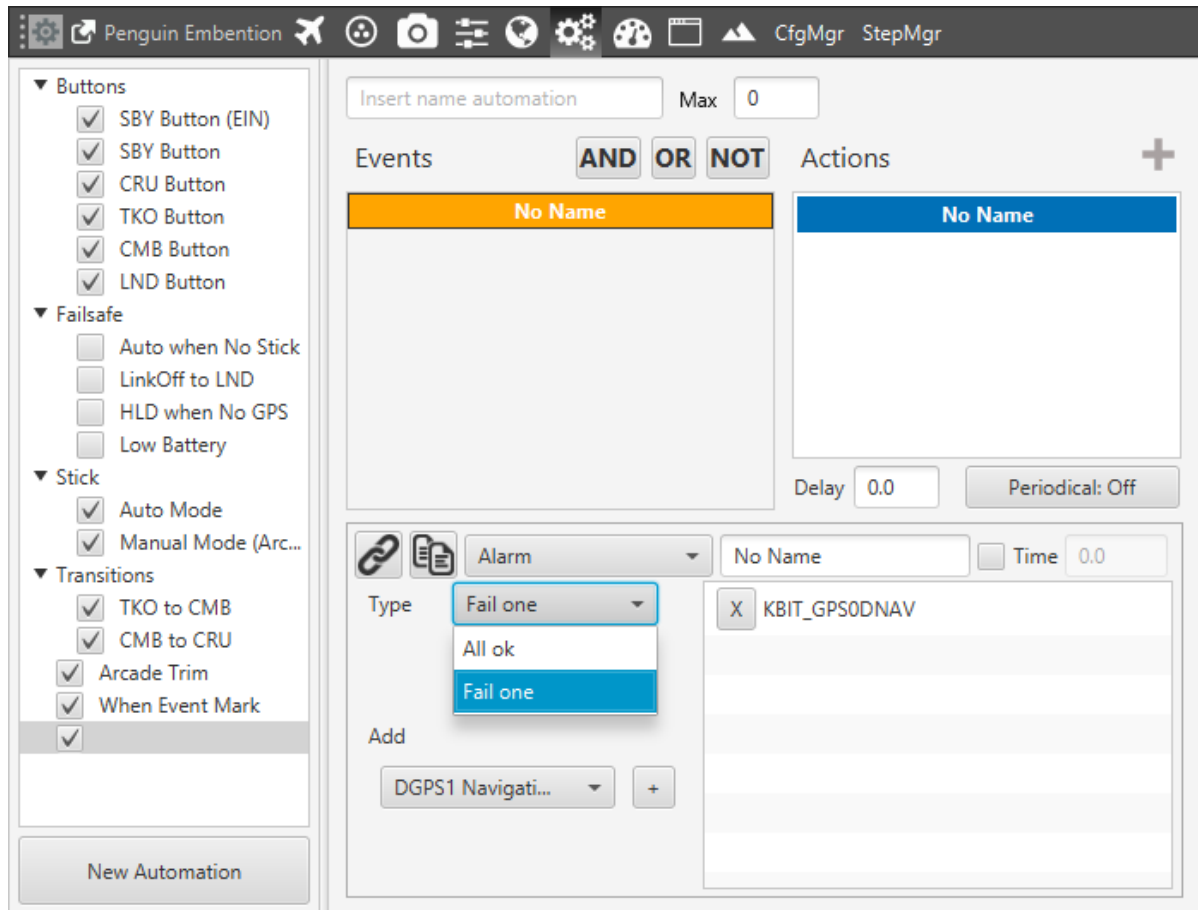 Penguin Embention CfgMgr StepMgr
Buttons
SBY Button (EIN)
SBY Button
CRU Button
TKO Button
CMB Button
LND Button
Failsafe
Auto when No Stick
LinkOff to LND
HLD when No GPS
Low Battery
Stick
Auto Mode
Manual Mode (Arc...
Transitions
TKO to CMB
CMB to CRU
Arcade Trim
When Event Mark
New Automation
Insert name automation Max 0
Events AND OR NOT Actions
No Name
No Name
Delay 0.0 Periodical: Off
Alarm No Name Time 0.0
Type Fail one X KBIT_GPS0DNAV
All ok
Fail one
Add
DGPS1 Navigati... +